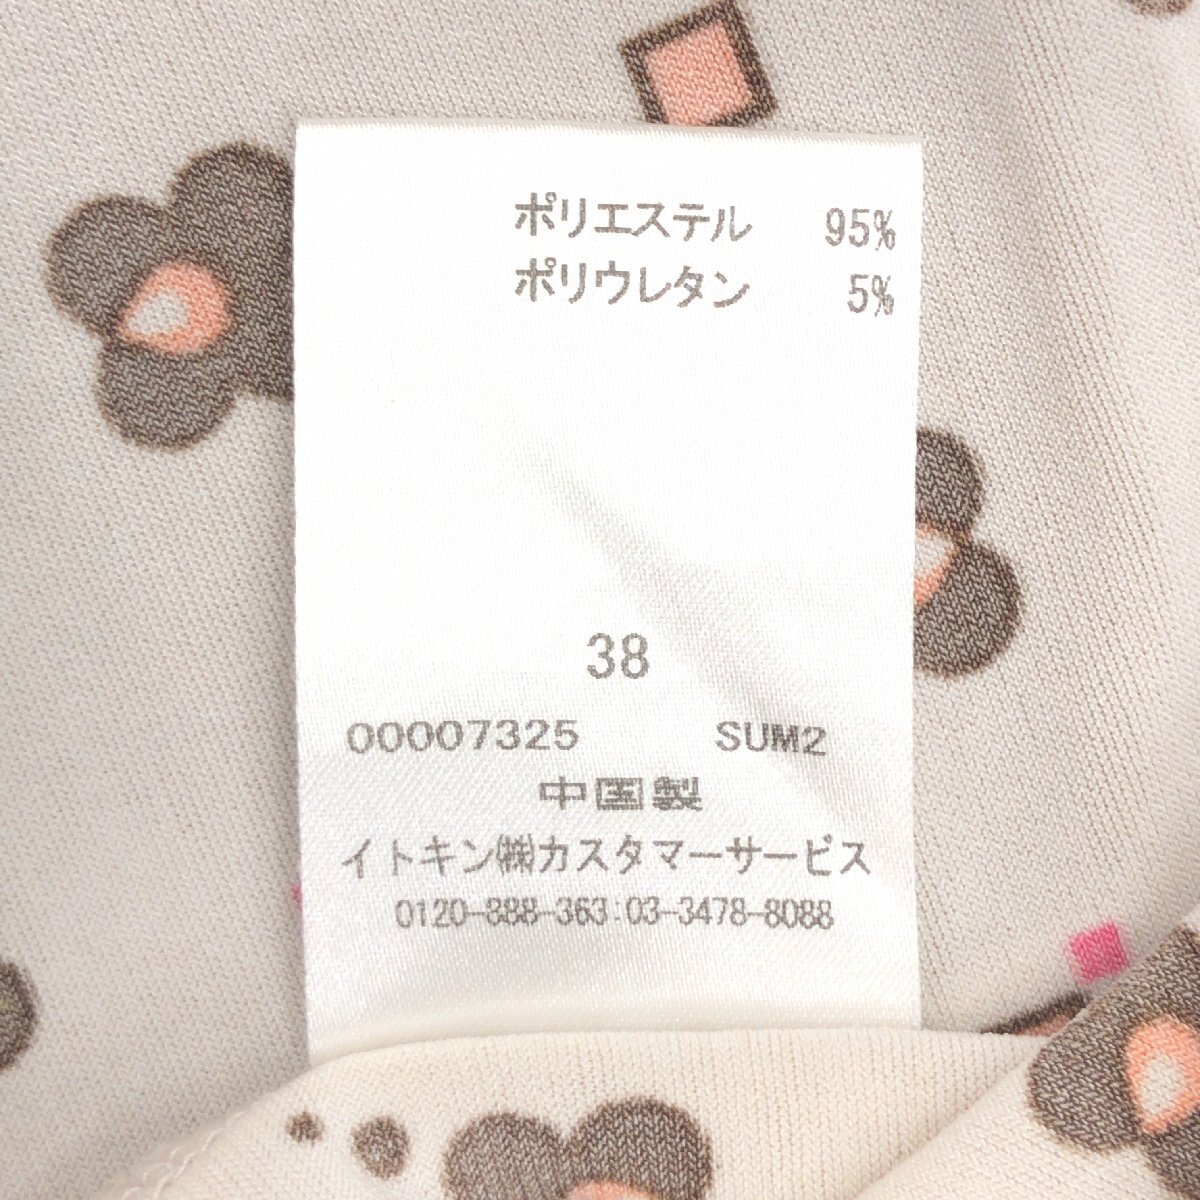 ポリエステル 95%
ポリウレタン 5%
38
00007325 SUM2
中国製
イトキン㈱カスタマーサービス
0120-888-363:03-3478-8088